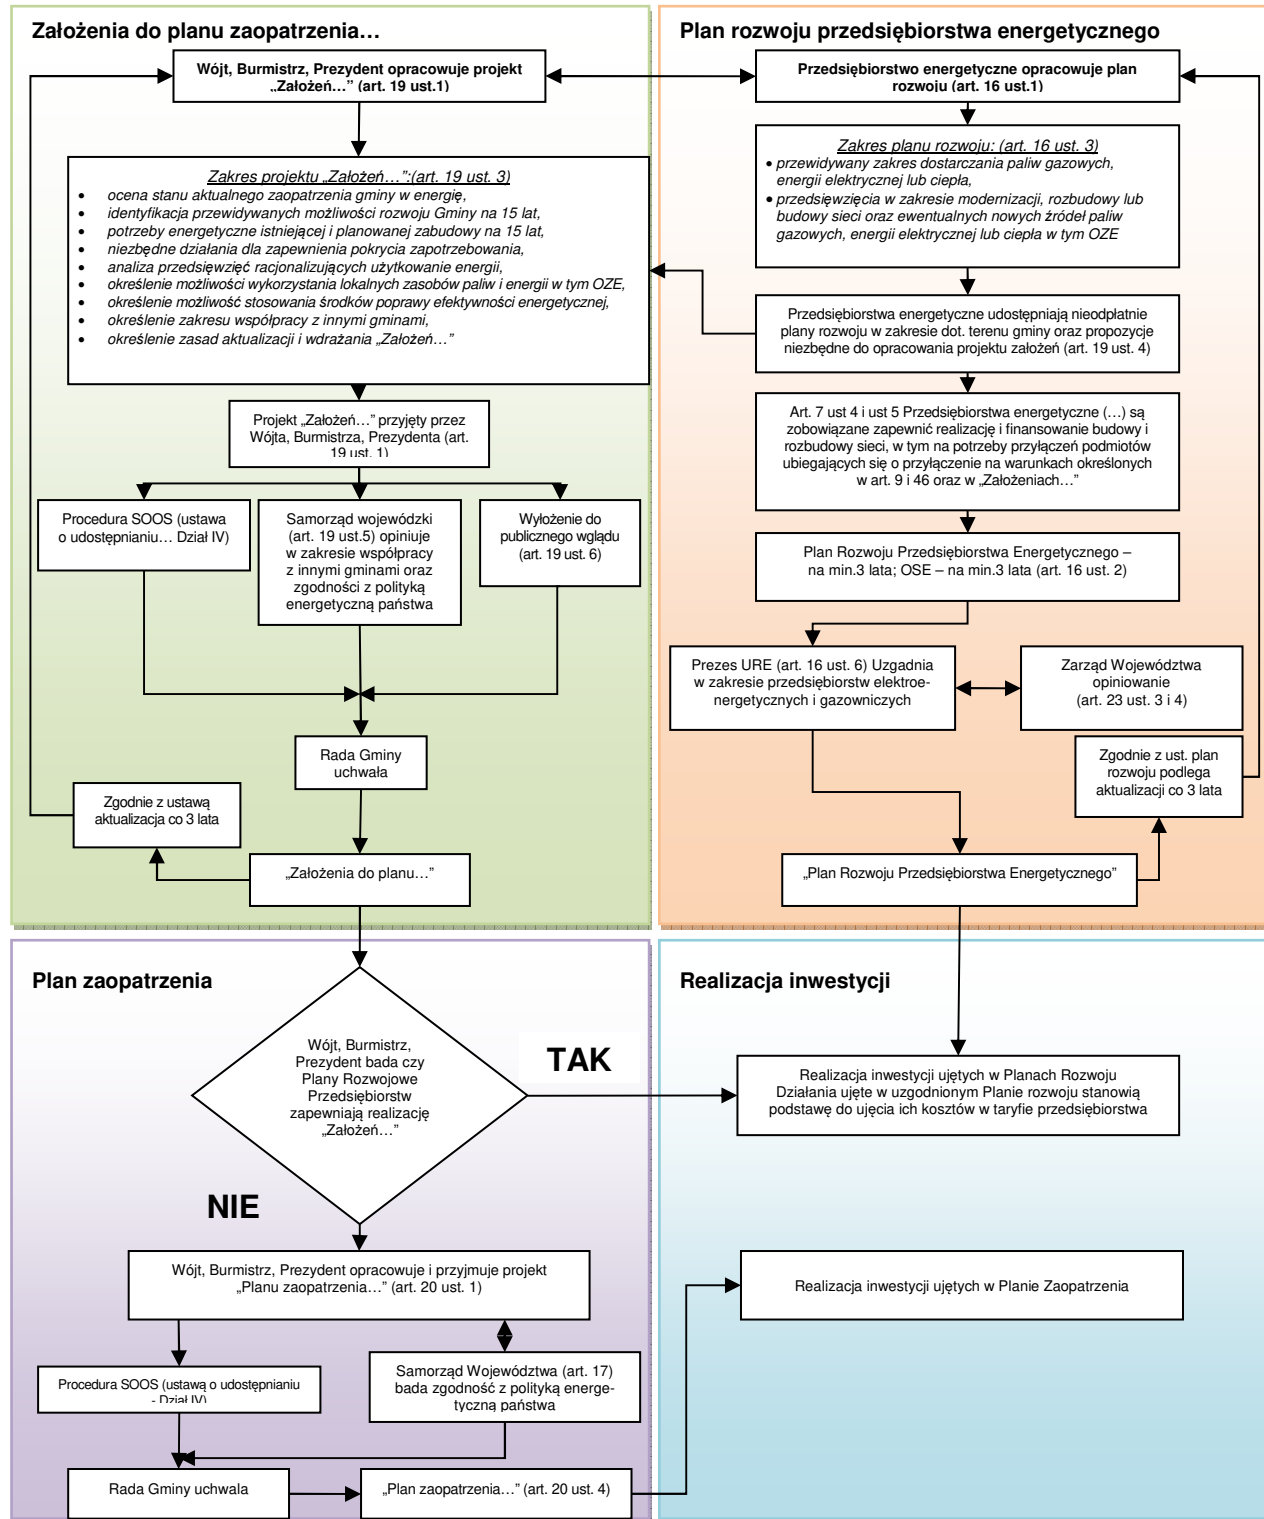 Założenia do planu zaopatrzenia…
Wójt, Burmistrz, Prezydent opracowuje projekt
„Założeń…” (art. 19 ust.1)
Zakres projektu „Założeń…”:(art. 19 ust. 3)
• ocena stanu aktualnego zaopatrzenia gminy w energię,
• identyfikacja przewidywanych możliwości rozwoju Gminy na 15 lat,
• potrzeby energetyczne istniejącej i planowanej zabudowy na 15 lat,
• niezbędne działania dla zapewnienia pokrycia zapotrzebowania,
• analiza przedsięwzięć racjonalizujących użytkowanie energii,
• określenie możliwości wykorzystania lokalnych zasobów paliw i energii w tym OZE,
• określenie możliwość stosowania środków poprawy efektywności energetycznej,
• określenie zakresu współpracy z innymi gminami,
• określenie zasad aktualizacji i wdrażania „Założeń…”
Projekt „Założeń…” przyjęty przez
Wójta, Burmistrza, Prezydenta (art.
19 ust. 1)
Procedura SOOS (ustawa
o udostępnianiu… Dział IV)
Samorząd wojewódzki
(art. 19 ust.5) opiniuje
w zakresie współpracy
z innymi gminami oraz
zgodności z polityką
energetyczną państwa
Wyłożenie do
publicznego wglądu
(art. 19 ust. 6)
Rada Gminy
uchwała
Zgodnie z ustawą
aktualizacja co 3 lata
„Założenia do planu…”
Plan rozwoju przedsiębiorstwa energetycznego
Przedsiębiorstwo energetyczne opracowuje plan
rozwoju (art. 16 ust.1)
Zakres planu rozwoju: (art. 16 ust. 3)
• przewidywany zakres dostarczania paliw gazowych,
energii elektrycznej lub ciepła,
• przedsięwzięcia w zakresie modernizacji, rozbudowy lub
budowy sieci oraz ewentualnych nowych źródeł paliw
gazowych, energii elektrycznej lub ciepła w tym OZE
Przedsiębiorstwa energetyczne udostępniają nieodpłatnie
plany rozwoju w zakresie dot. terenu gminy oraz propozycje
niezbędne do opracowania projektu założeń (art. 19 ust. 4)
Art. 7 ust 4 i ust 5 Przedsiębiorstwa energetyczne (…) są
zobowiązane zapewnić realizację i finansowanie budowy i
rozbudowy sieci, w tym na potrzeby przyłączeń podmiotów
ubiegających się o przyłączenie na warunkach określonych
w art. 9 i 46 oraz w „Założeniach…”
Plan Rozwoju Przedsiębiorstwa Energetycznego –
na min.3 lata; OSE – na min.3 lata (art. 16 ust. 2)
Prezes URE (art. 16 ust. 6) Uzgadnia
w zakresie przedsiębiorstw elektroe-
nergetycznych i gazowniczych
Zarząd Województwa
opiniowanie
(art. 23 ust. 3 i 4)
Zgodnie z ust. plan
rozwoju podlega
aktualizacji co 3 lata
„Plan Rozwoju Przedsiębiorstwa Energetycznego”
Plan zaopatrzenia
Wójt, Burmistrz,
Prezydent bada czy
Plany Rozwojowe
Przedsiębiorstw
zapewniają realizację
„Założeń…”
TAK
NIE
Wójt, Burmistrz, Prezydent opracowuje i przyjmuje projekt
„Planu zaopatrzenia…” (art. 20 ust. 1)
Procedura SOOS (ustawą o udostępnianiu
- Dział IV)
Samorząd Województwa (art. 17)
bada zgodność z polityką energe-
tyczną państwa
Rada Gminy uchwala
„Plan zaopatrzenia…” (art. 20 ust. 4)
Realizacja inwestycji
Realizacja inwestycji ujętych w Planach Rozwoju
Działania ujęte w uzgodnionym Planie rozwoju stanowią
podstawę do ujęcia ich kosztów w taryfie przedsiębiorstwa
Realizacja inwestycji ujętych w Planie Zaopatrzenia